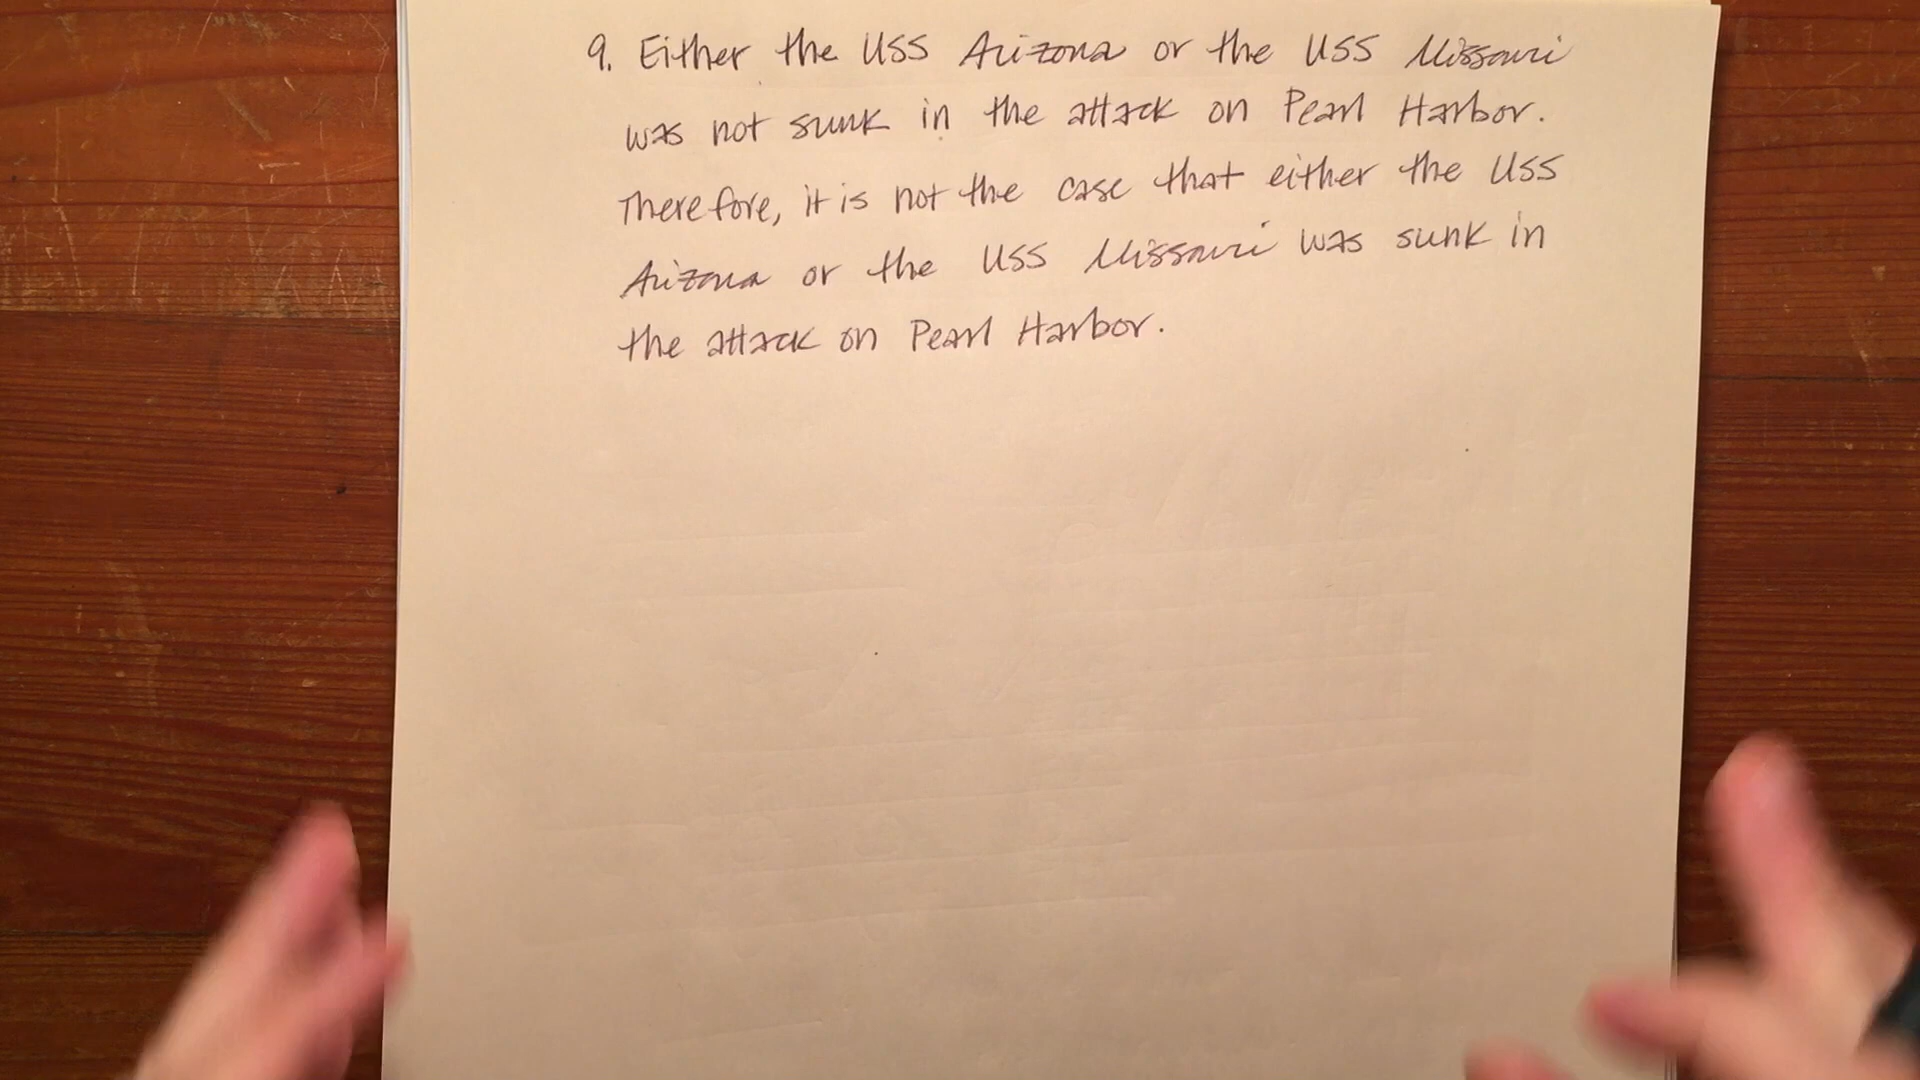 9. Either the USS Arizona or the USS Missouri
was not sunk in the attack on Pearl Harbor.
Therefore, it is not the case that either the USS
Arizona or the USS Missouri was sunk in
the attack on Pearl Harbor.